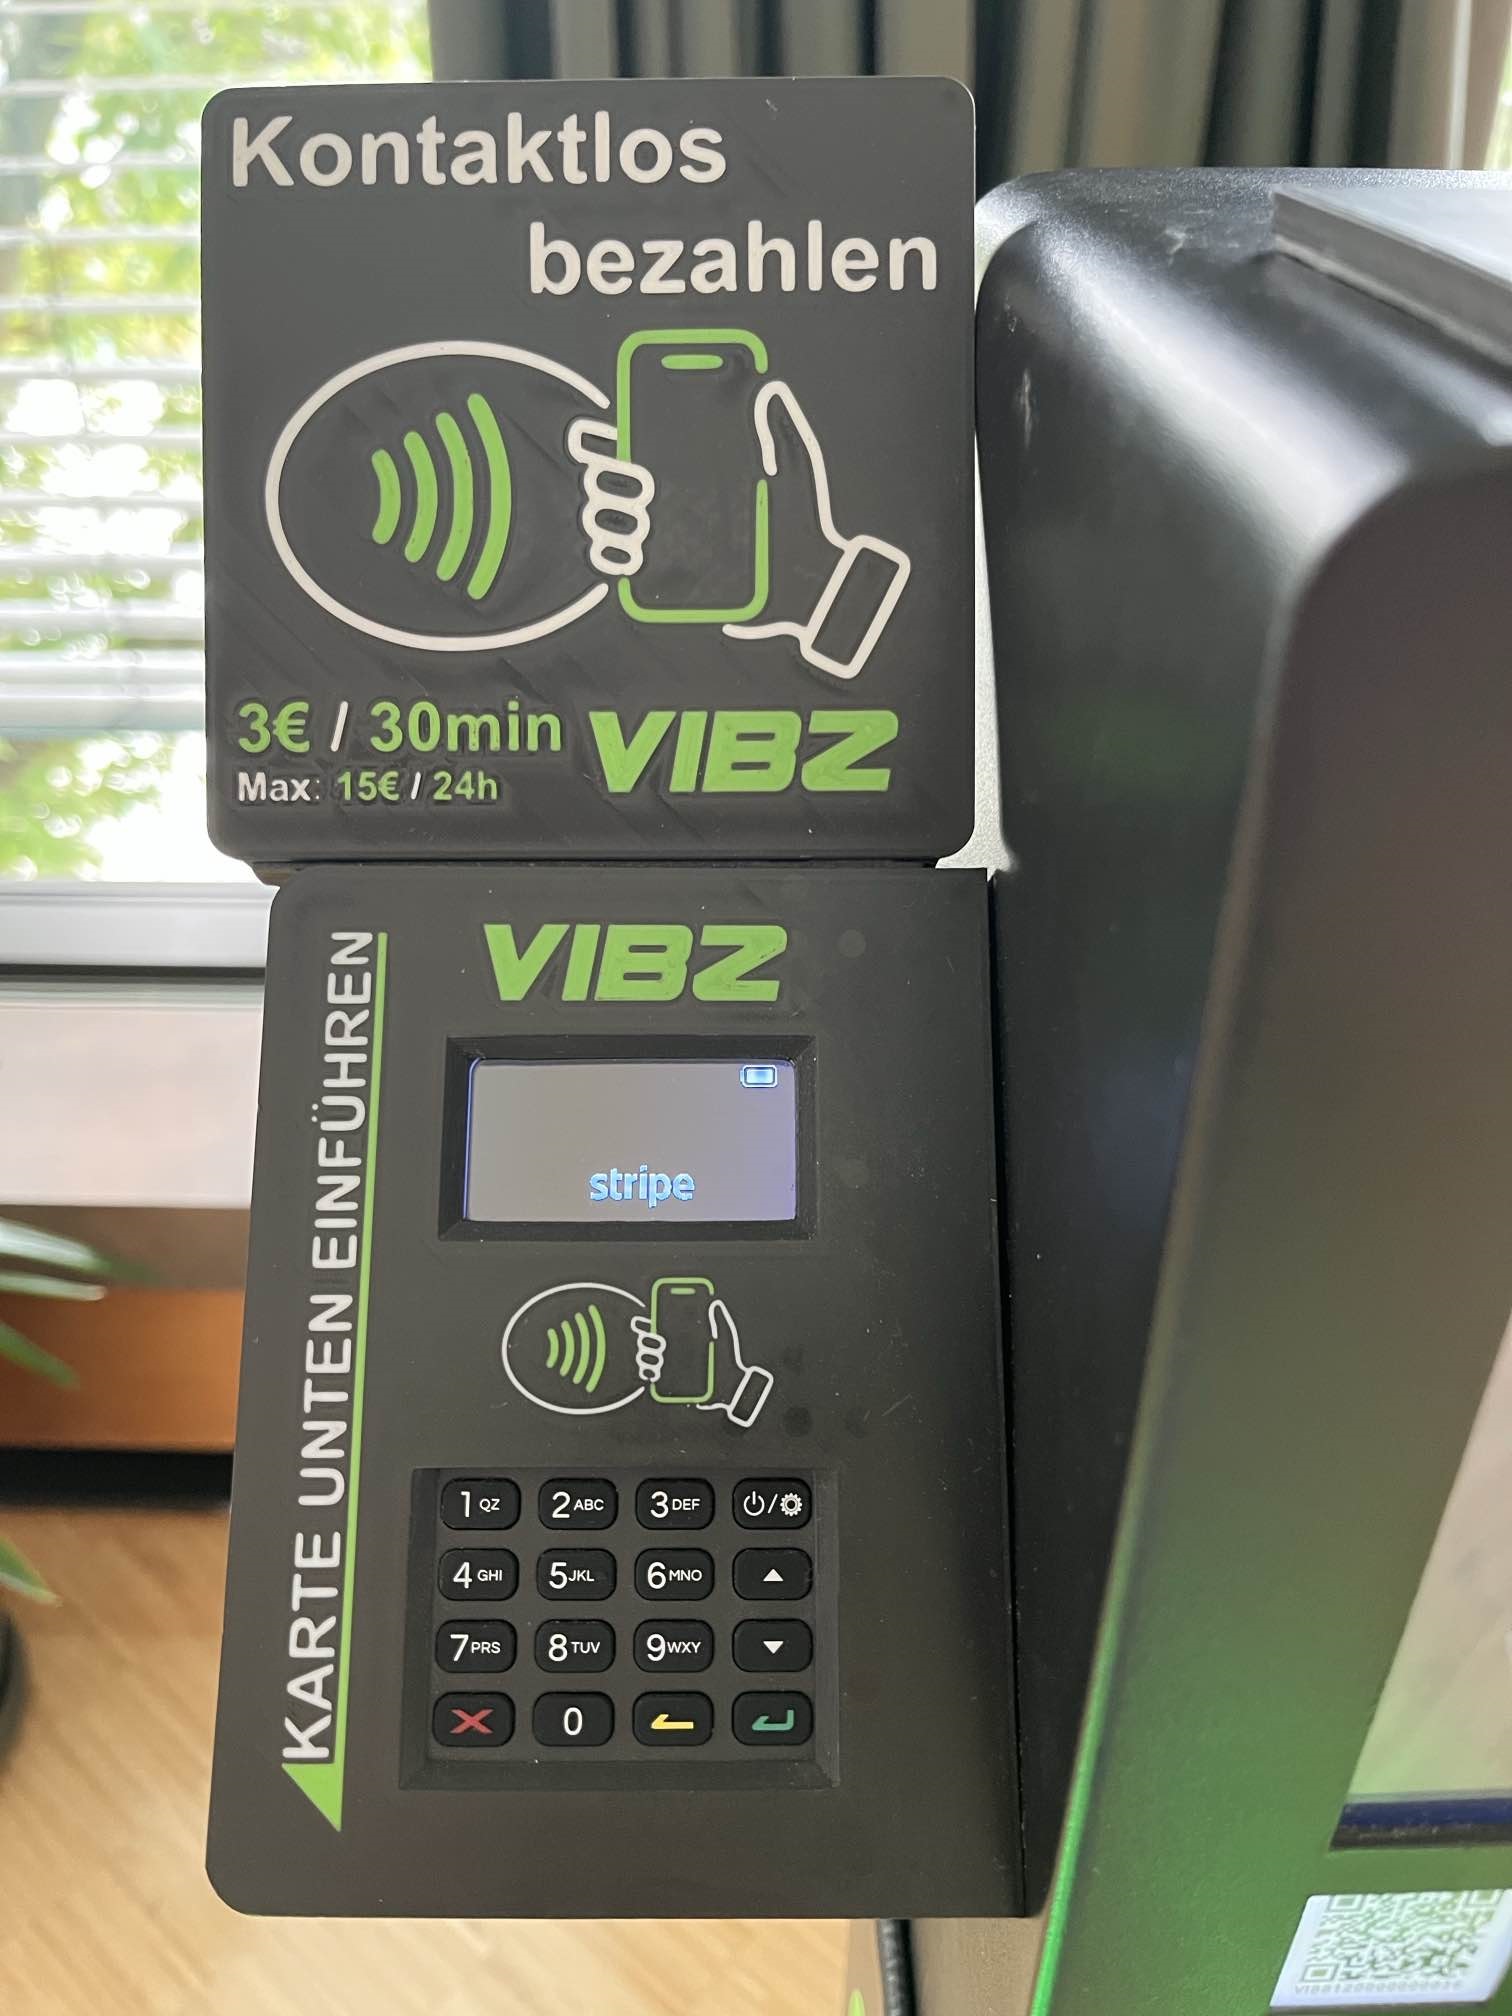 Kontaktlos
bezahlen
3€ / 30min
Max: 15€ / 24h
VIBZ
VIBZ
KARTE UNTEN EINFÜHREN
stripe
1 QZ 2 ABC 3 DEF
4 GHI 5 JKL 6 MNO
7 PRS 8 TUV 9 WXY
0